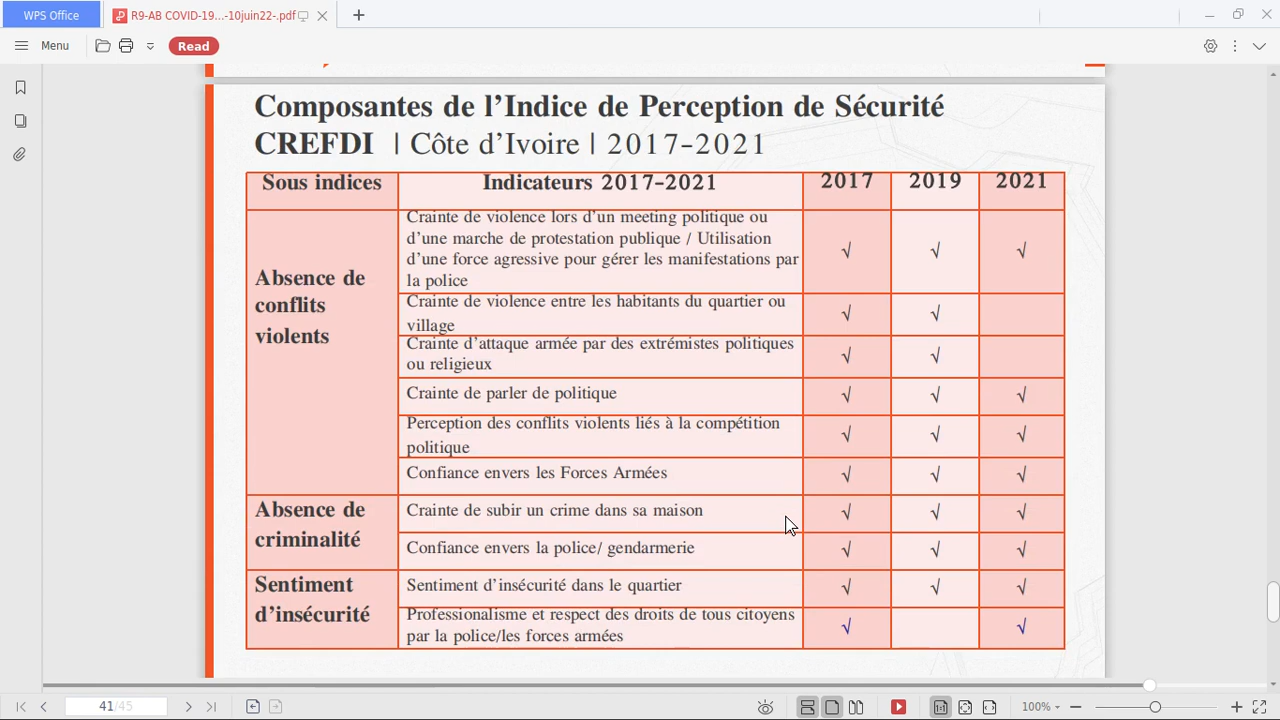 WPS Office
R9-AB COVID-19...-10juin22-.pdf
Menu
Read
Composantes de l’Indice de Perception de Sécurité
CREFDI | Côte d’Ivoire | 2017-2021
Sous indices Indicateurs 2017-2021 2017 2019 2021
Absence de conflits violents
Crainte de violence lors d’un meeting politique ou
d’une marche de protestation publique / Utilisation
d’une force agressive pour gérer les manifestations par
la police
√ √ √
Crainte de violence entre les habitants du quartier ou
village
√ √
Crainte d’attaque armée par des extrémistes politiques
ou religieux
√ √
Crainte de parler de politique √ √ √
Perception des conflits violents liés à la compétition
politique
√ √ √
Confiance envers les Forces Armées √ √ √
Absence de
criminalité
Crainte de subir un crime dans sa maison √ √ √
Confiance envers la police/ gendarmerie √ √ √
Sentiment
d’insécurité
Sentiment d’insécurité dans le quartier √ √ √
Professionalisme et respect des droits de tous citoyens
par la police/les forces armées
√ √
41/45
100%